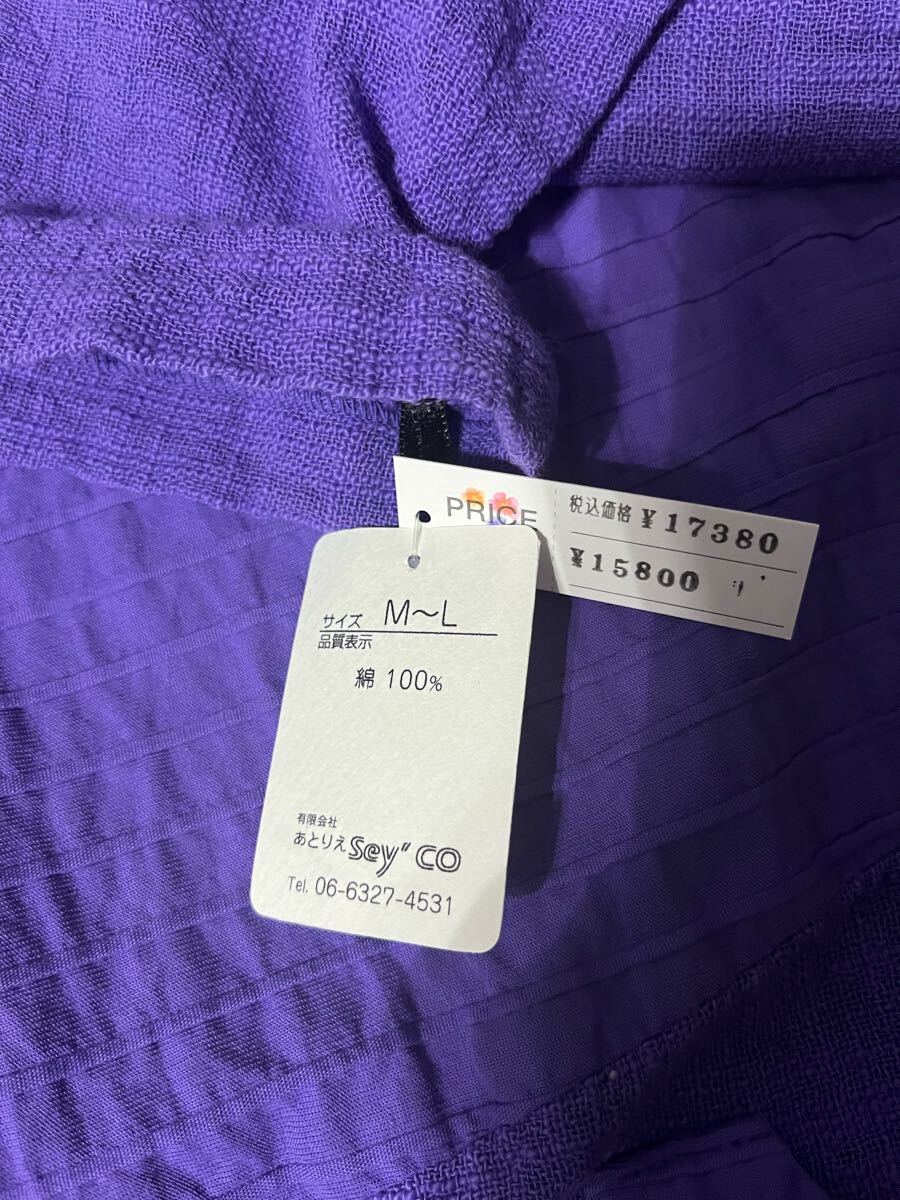 PRICE
税込価格 ¥17380
¥15800
サイズ M〜L
品質表示
綿 100%
有限会社
あとりえ Sey"CO
Tel. 06-6327-4531